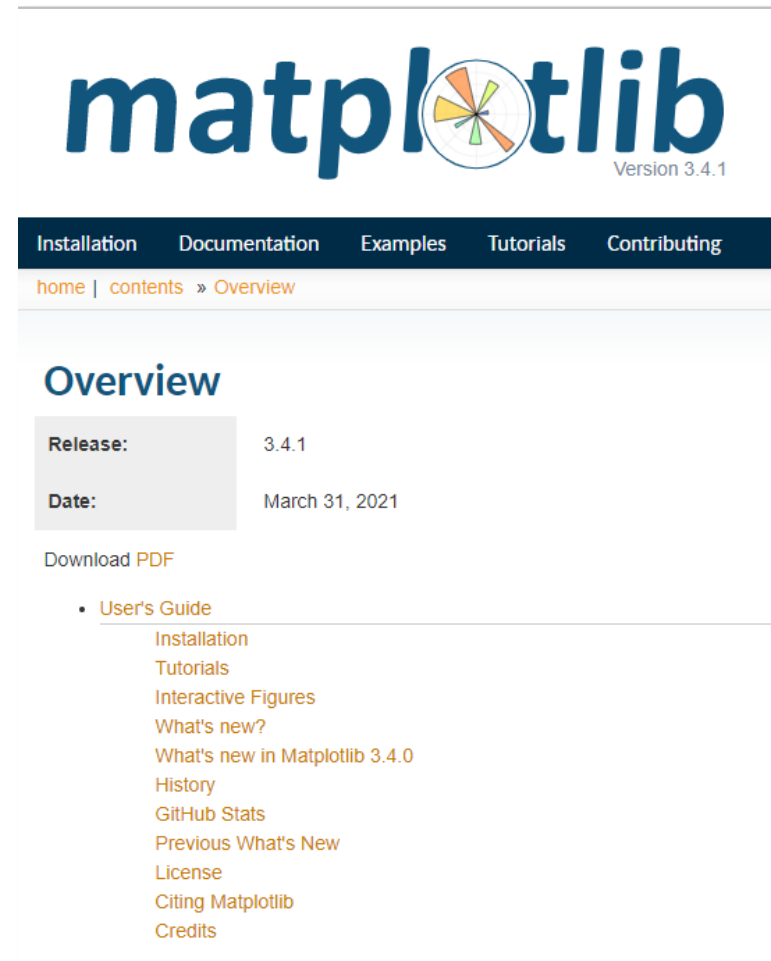 matplotlib
Version 3.4.1
Installation Documentation Examples Tutorials Contributing
home | contents » Overview
Overview
Release: 3.4.1
Date: March 31, 2021
Download PDF
• User's Guide
Installation
Tutorials
Interactive Figures
What's new?
What's new in Matplotlib 3.4.0
History
GitHub Stats
Previous What's New
License
Citing Matplotlib
Credits